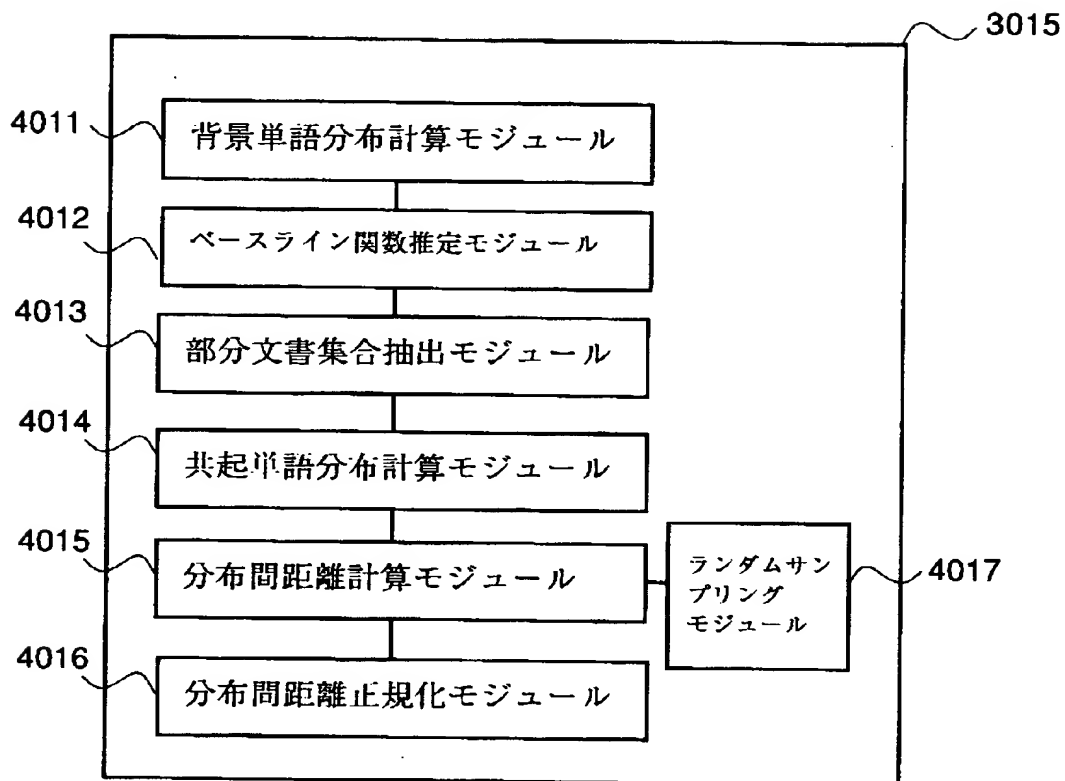 3015
4011
背景単語分布計算モジュール
4012
ベースライン関数推定モジュール
4013
部分文書集合抽出モジュール
4014
共起単語分布計算モジュール
4015
分布間距離計算モジュール
ランダムサン
プリング
モジュール
4017
4016
分布間距離正規化モジュール